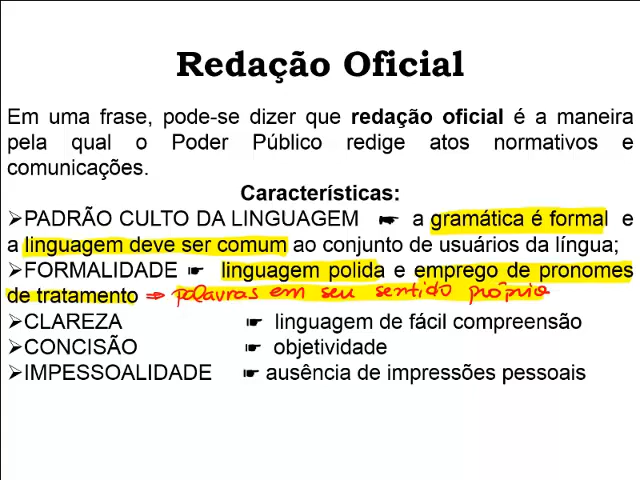 Redação Oficial
Em uma frase, pode-se dizer que redação oficial é a maneira
pela qual o Poder Público redige atos normativos e
comunicações.
Características:
➢PADRÃO CULTO DA LINGUAGEM ☛ a gramática é formal e
a linguagem deve ser comum ao conjunto de usuários da língua;
➢FORMALIDADE ☛ linguagem polida e emprego de pronomes
de tratamento ⇒ palavras em seu sentido próprio
➢CLAREZA ☛ linguagem de fácil compreensão
➢CONCISÃO ☛ objetividade
➢IMPESSOALIDADE ☛ ausência de impressões pessoais